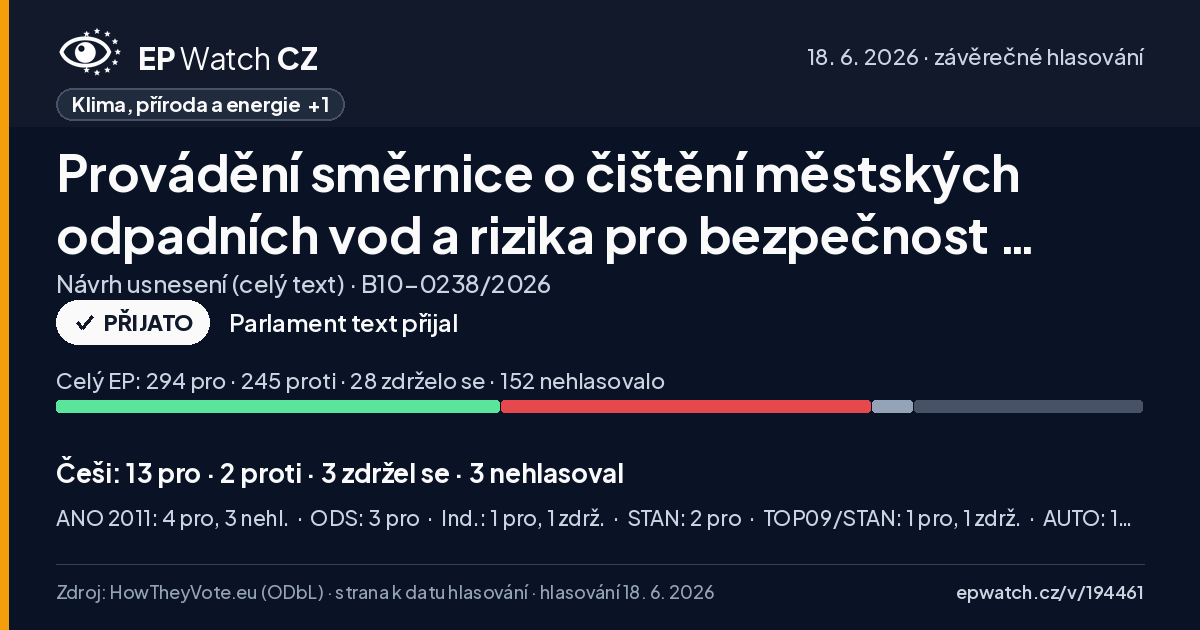 EP Watch CZ
18. 6. 2026 · závěrečné hlasování
Klima, příroda a energie +1
Provádění směrnice o čištění městských
odpadních vod a rizika pro bezpečnost …
Návrh usnesení (celý text) · B10–0238/2026
✓ PŘIJATO Parlament text přijal
Celý EP: 294 pro · 245 proti · 28 zdrželo se · 152 nehlasovalo
Češi: 13 pro · 2 proti · 3 zdržel se · 3 nehlasoval
ANO 2011: 4 pro, 3 nehl. · ODS: 3 pro · Ind.: 1 pro, 1 zdrž. · STAN: 2 pro · TOP09/STAN: 1 pro, 1 zdrž. · AUTO: 1…
Zdroj: HowTheyVote.eu (ODbL) · strana k datu hlasování · hlasování 18. 6. 2026
epwatch.cz/v/194461